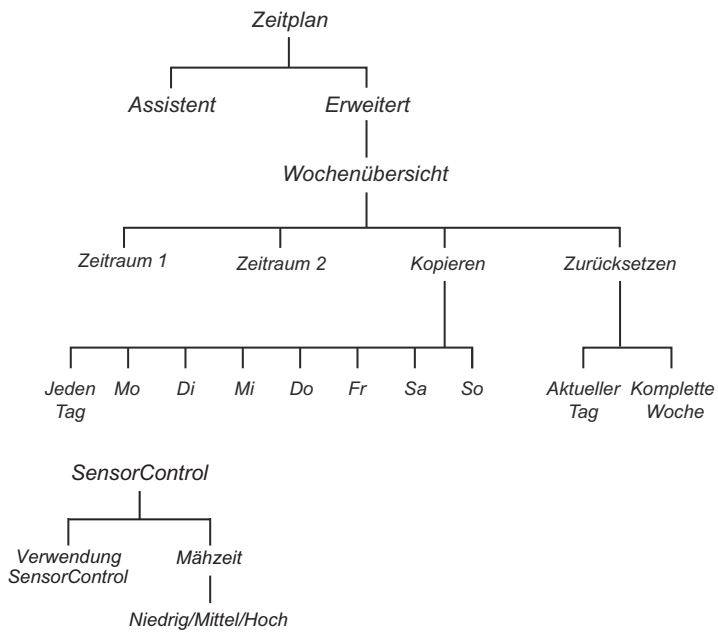 Zeitplan
Assistent Erweitert
Wochenübersicht
Zeitraum 1 Zeitraum 2 Kopieren Zurücksetzen
Jeden Mo Di Mi Do Fr Sa So Aktueller Komplette
Tag Tag Woche
SensorControl
Verwendung Mähzeit
SensorControl
Niedrig/Mittel/Hoch